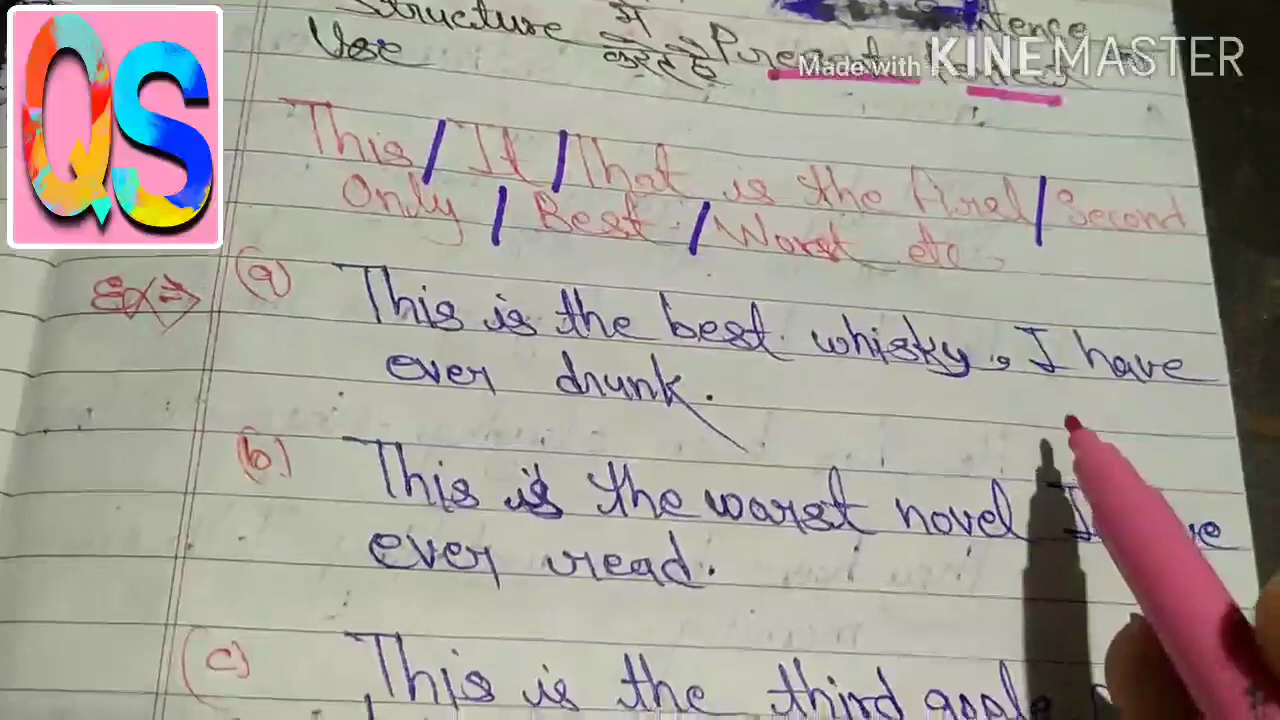 Structure में
Use करते हैं Present
Made with KINEMASTER
QS
This / It / That is the first / Second
Only / Best / Worst etc.
Ex⇒ (a) This is the best whisky, I have
ever drunk.
(b) This is the worst novel I
ever read.
(c) This is the third